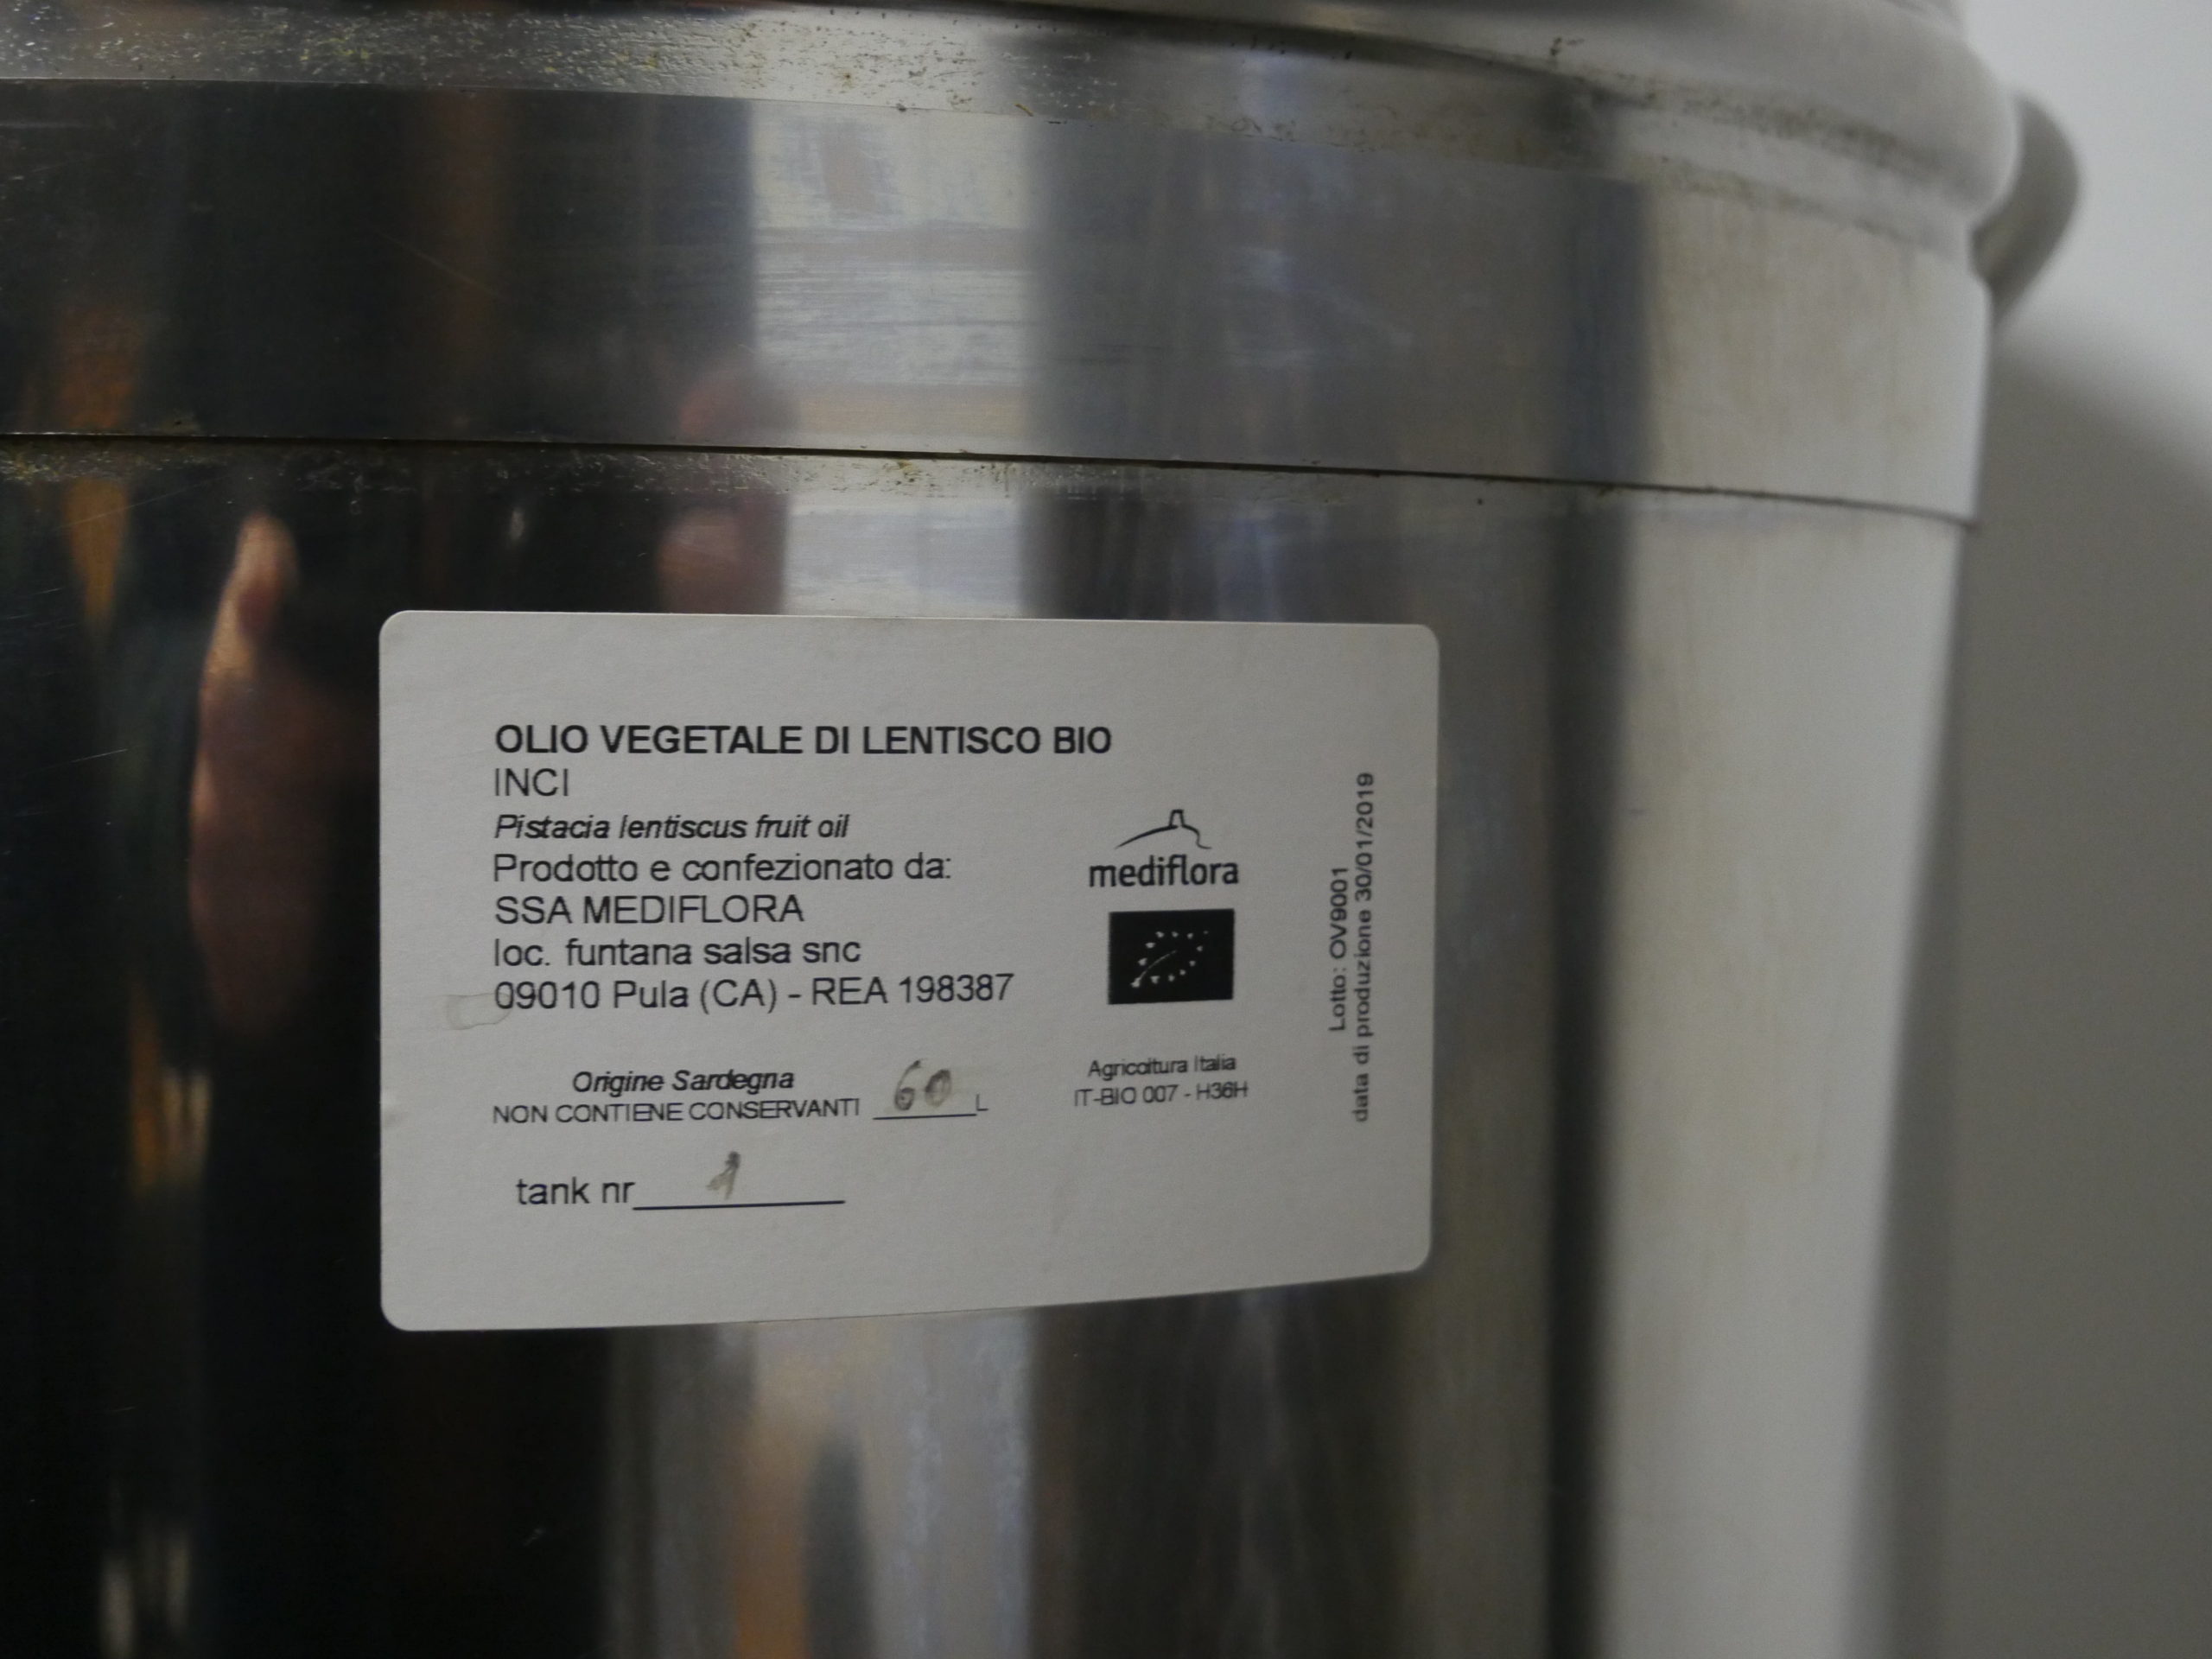 OLIO VEGETALE DI LENTISCO BIO
INCI
Pistacia lentiscus fruit oil
Prodotto e confezionato da:
SSA MEDIFLORA
loc. funtana salsa snc
09010 Pula (CA) - REA 198387
Origine Sardegna
NON CONTIENE CONSERVANTI 60 L
tank nr 1
mediflora
Agricoltura Italia
IT-BIO 007 - H36H
Lotto: OV9001
data di produzione 30/01/2019